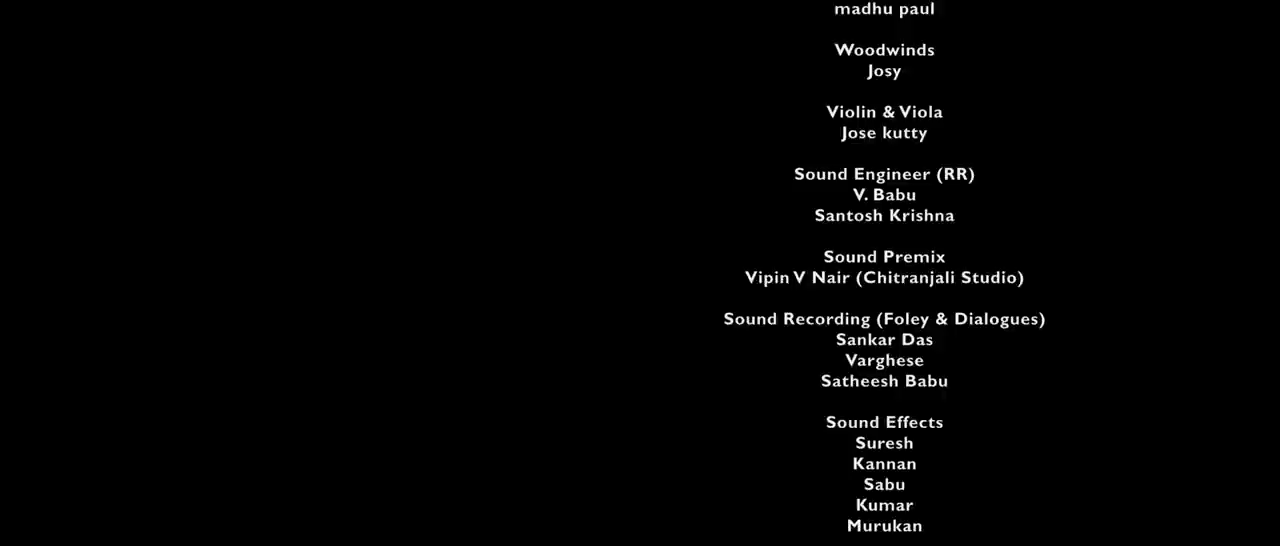 madhu paul
Woodwinds
Josy
Violin & Viola
Jose kutty
Sound Engineer (RR)
V. Babu
Santosh Krishna
Sound Premix
Vipin V Nair (Chitranjali Studio)
Sound Recording (Foley & Dialogues)
Sankar Das
Varghese
Satheesh Babu
Sound Effects
Suresh
Kannan
Sabu
Kumar
Murukan